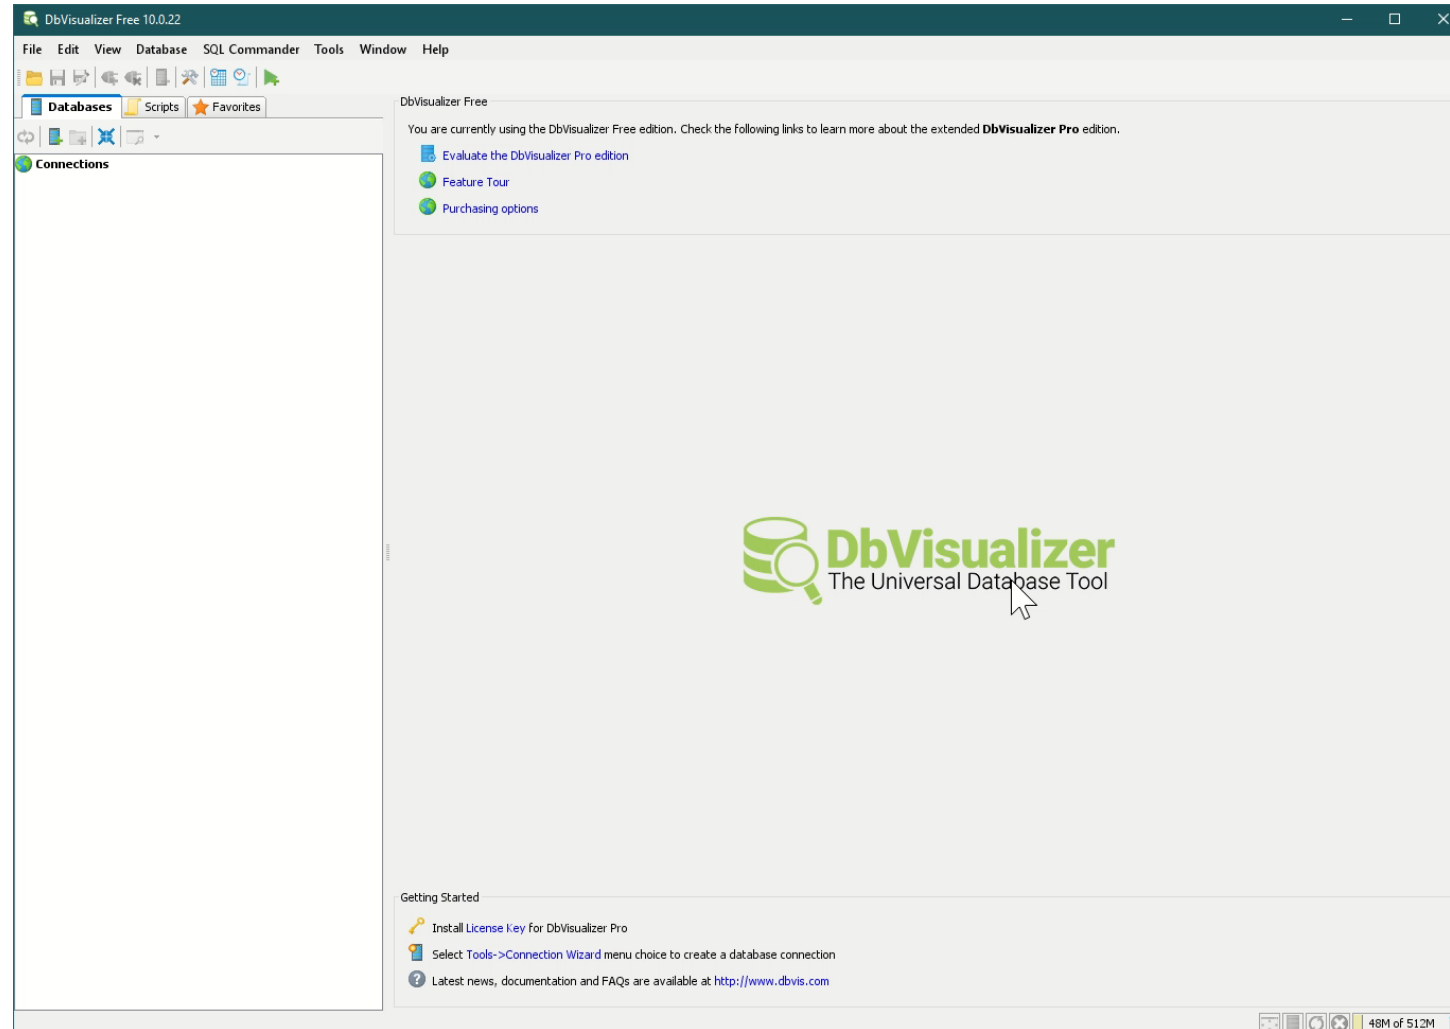 DbVisualizer Free 10.0.22
File Edit View Database SQL Commander Tools Window Help
Databases Scripts Favorites
Connections
DbVisualizer Free
You are currently using the DbVisualizer Free edition. Check the following links to learn more about the extended DbVisualizer Pro edition.
Evaluate the DbVisualizer Pro edition
Feature Tour
Purchasing options
DbVisualizer
The Universal Database Tool
Getting Started
Install License Key for DbVisualizer Pro
Select Tools->Connection Wizard menu choice to create a database connection
Latest news, documentation and FAQs are available at http://www.dbvis.com
48M of 512M